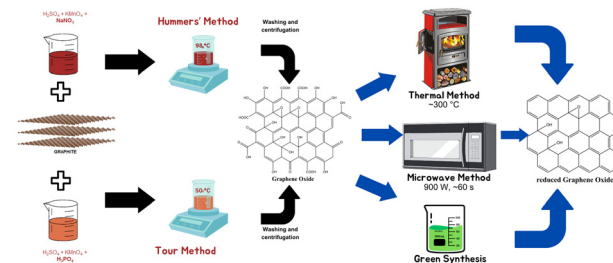 H₂SO₄ + KMnO₄ +
NaNO₃
Hummers' Method
98 °C
Washing and
centrifugation
GRAPHITE
H₂SO₄ + KMnO₄ +
H₃PO₄
50 °C
Tour Method
Washing and
centrifugation
Graphene Oxide
Thermal Method
~300 °C
Microwave Method
900 W, ~60 s
Green Synthesis
reduced Graphene Oxide